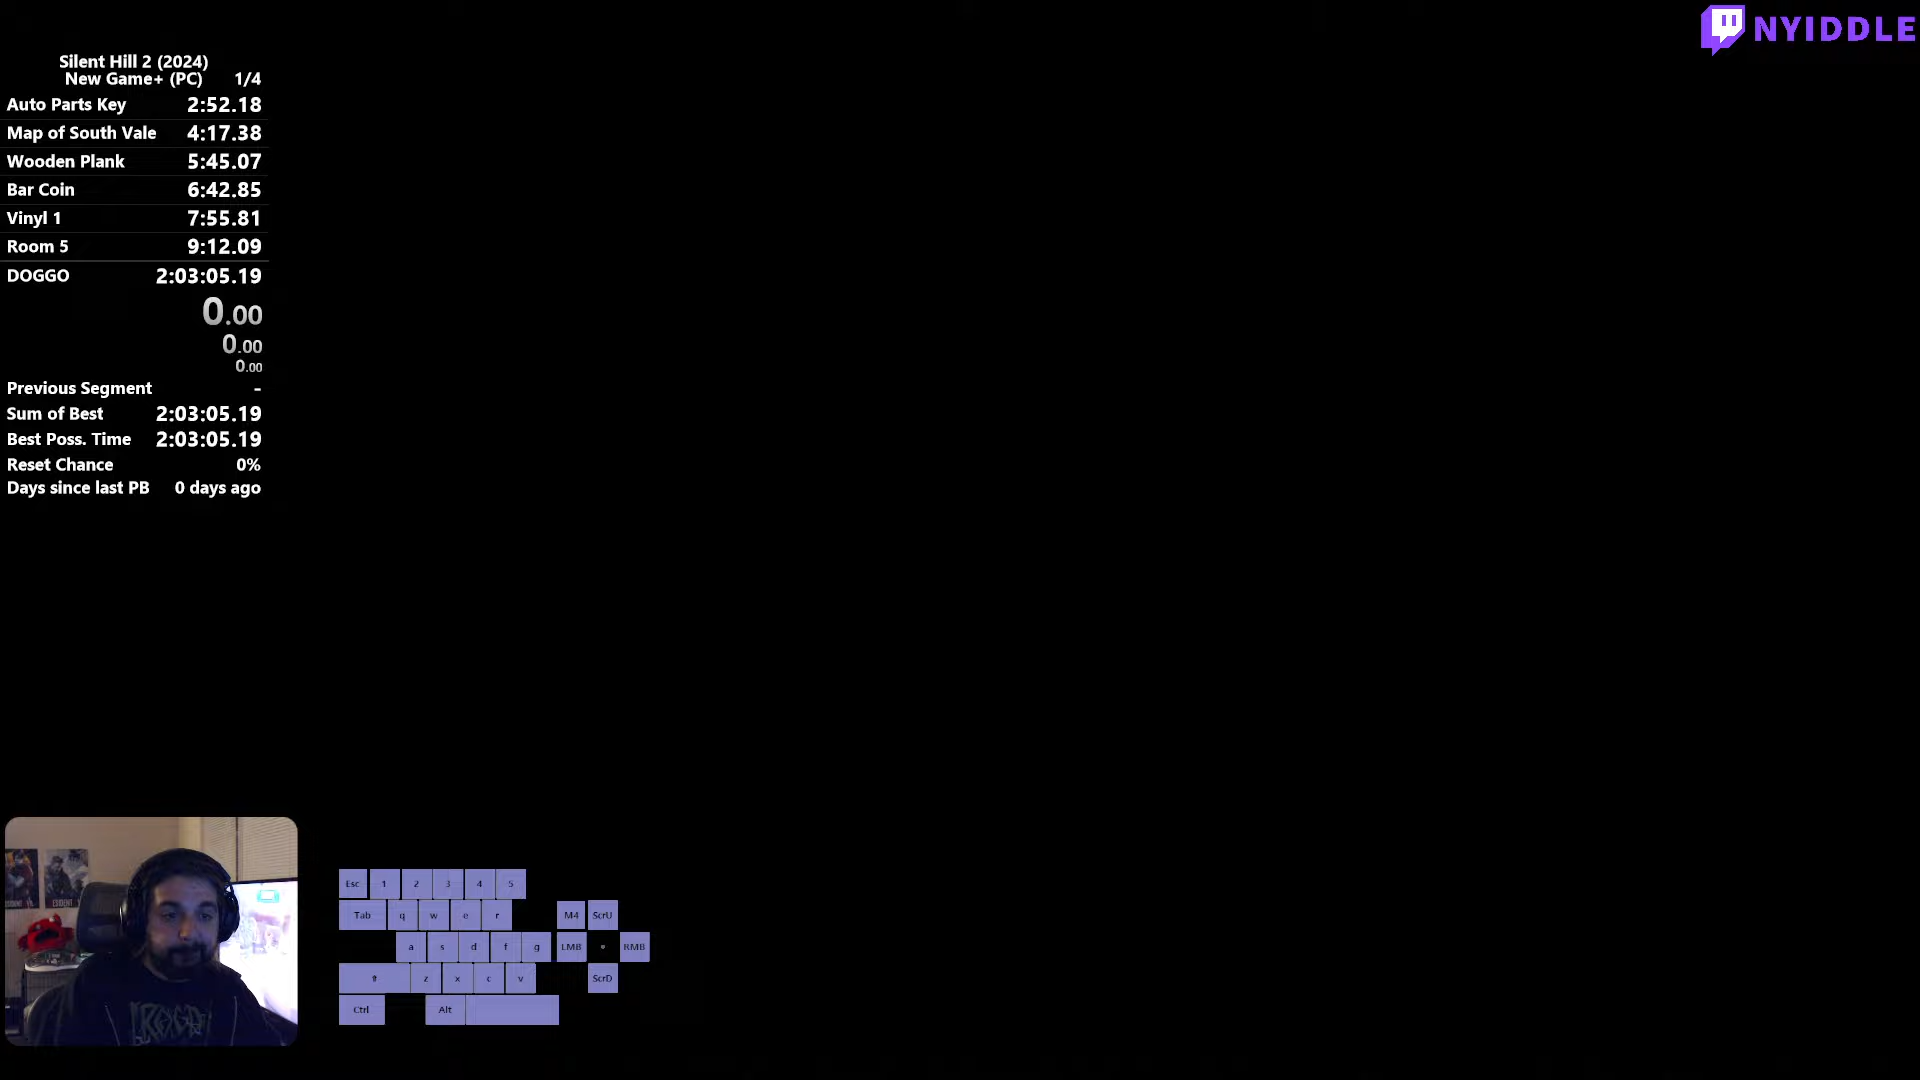 NYIDDLE
Silent Hill 2 (2024)
New Game+ (PC) 1/4
Auto Parts Key 2:52.18
Map of South Vale 4:17.38
Wooden Plank 5:45.07
Bar Coin 6:42.85
Vinyl 1 7:55.81
Room 5 9:12.09
DOGGO 2:03:05.19
0.00
0.00
0.00
Previous Segment -
Sum of Best 2:03:05.19
Best Poss. Time 2:03:05.19
Reset Chance 0%
Days since last PB 0 days ago
Esc 1 2 3 4 5
Tab q w e r M4 ScrU
a s d f g LMB RMB
# z x c v ScrD
Ctrl Alt